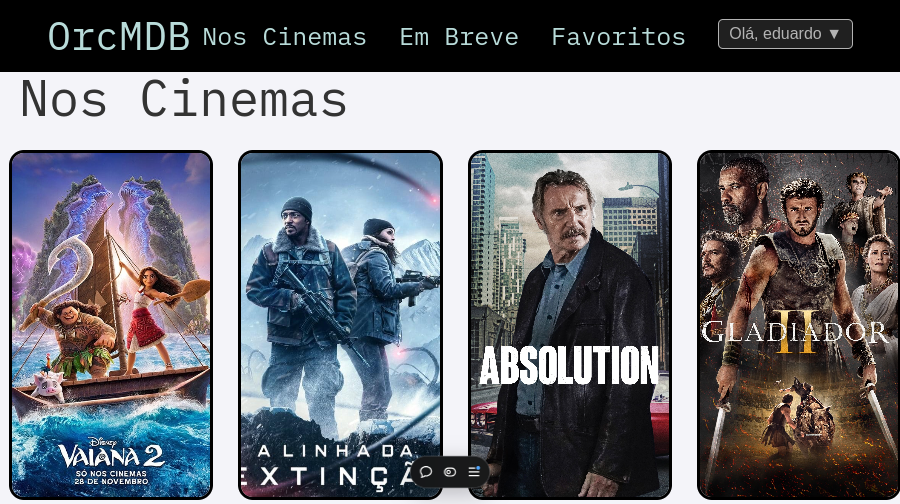 OrcMDB Nos Cinemas Em Breve Favoritos Olá, eduardo ▼
Nos Cinemas
Disney
VAIANA 2
SÓ NOS CINEMAS
28 DE NOVEMBRO
A LINHA DA
EXTINÇÃ
ABSOLUTION
GLADIADOR
II